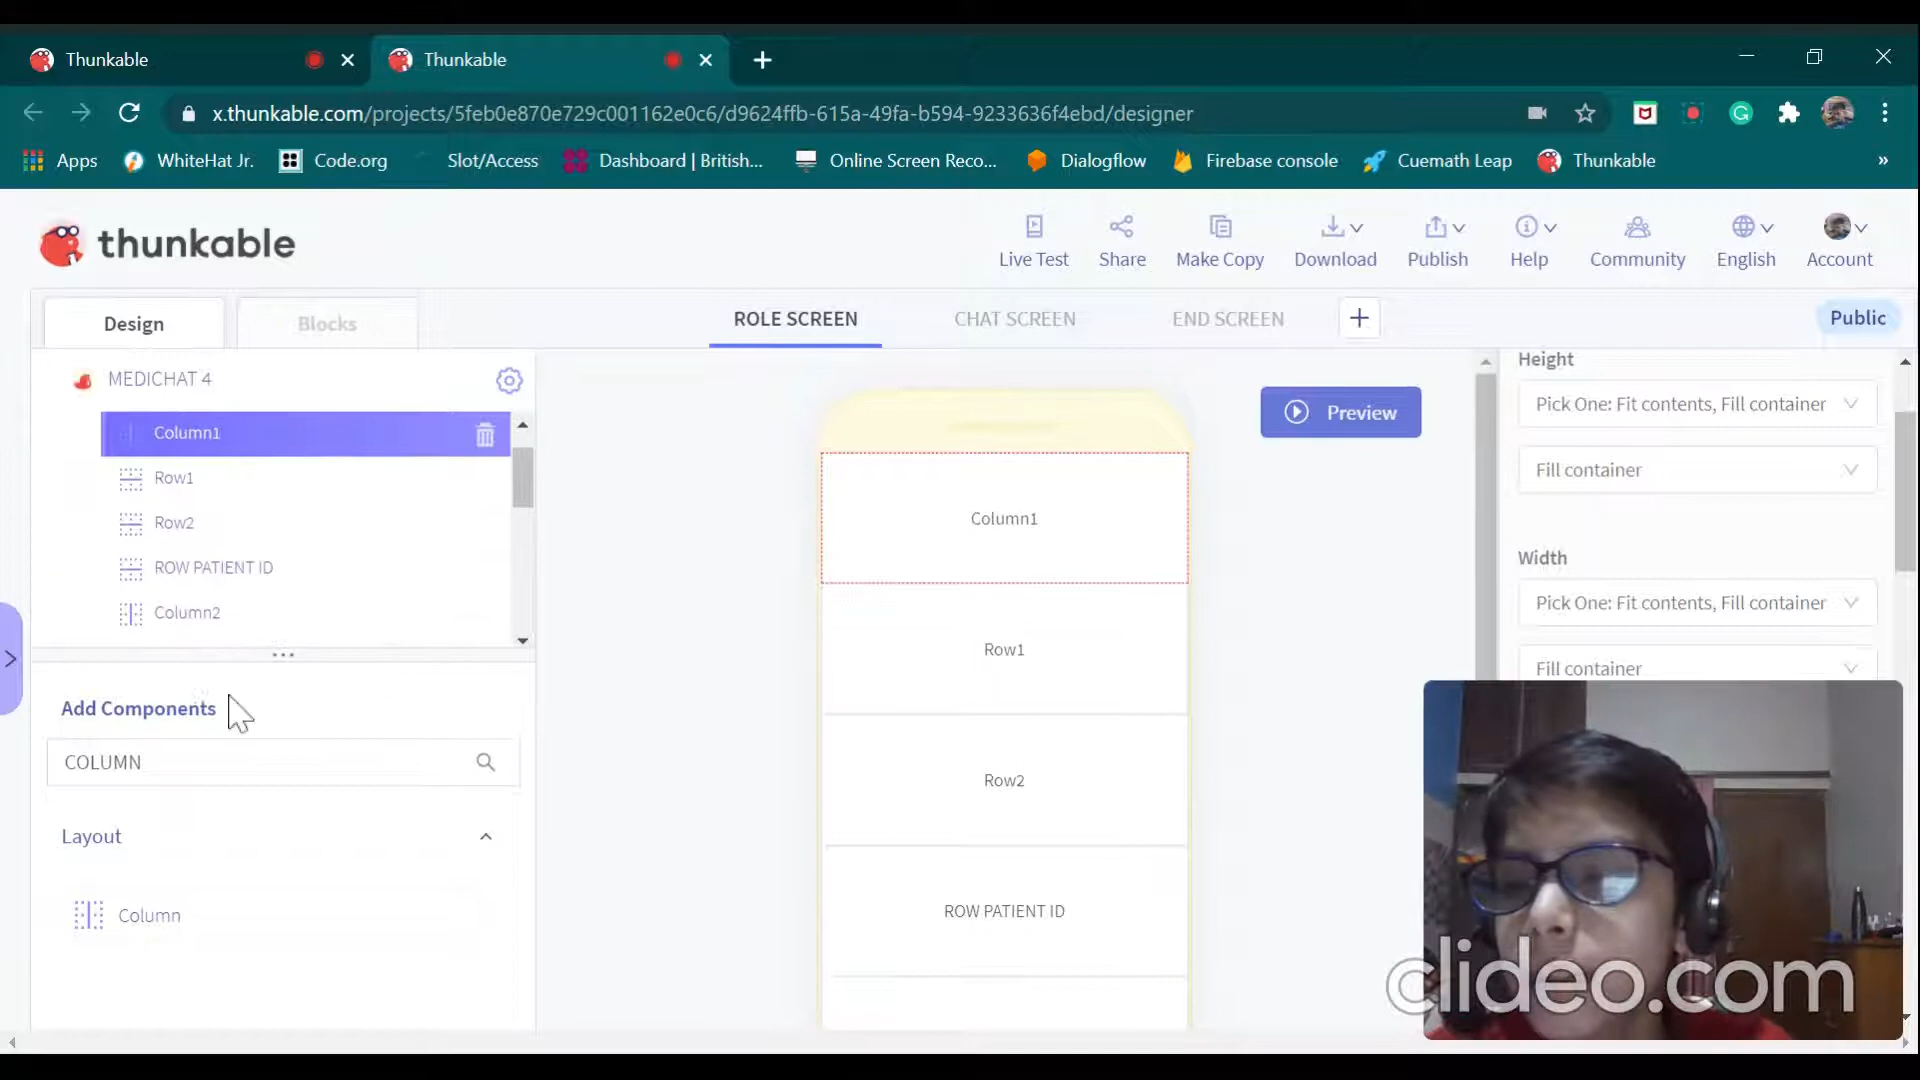 Thunkable
Thunkable
x.thunkable.com/projects/5feb0e870e729c001162e0c6/d9624ffb-615a-49fa-b594-9233636f4ebd/designer
Apps
WhiteHat Jr.
Code.org
Slot/Access
Dashboard | British...
Online Screen Reco...
Dialogflow
Firebase console
Cuemath Leap
Thunkable
»
thunkable
Live Test
Share
Make Copy
Download
Publish
Help
Community
English
Account
Design
Blocks
ROLE SCREEN
CHAT SCREEN
END SCREEN
Public
MEDICHAT 4
Column1
Row1
Row2
ROW PATIENT ID
Column2
Add Components
COLUMN
Layout
Column
Preview
Column1
Row1
Row2
ROW PATIENT ID
Height
Pick One: Fit contents, Fill container
Fill container
Width
Pick One: Fit contents, Fill container
Fill container
clideo.com